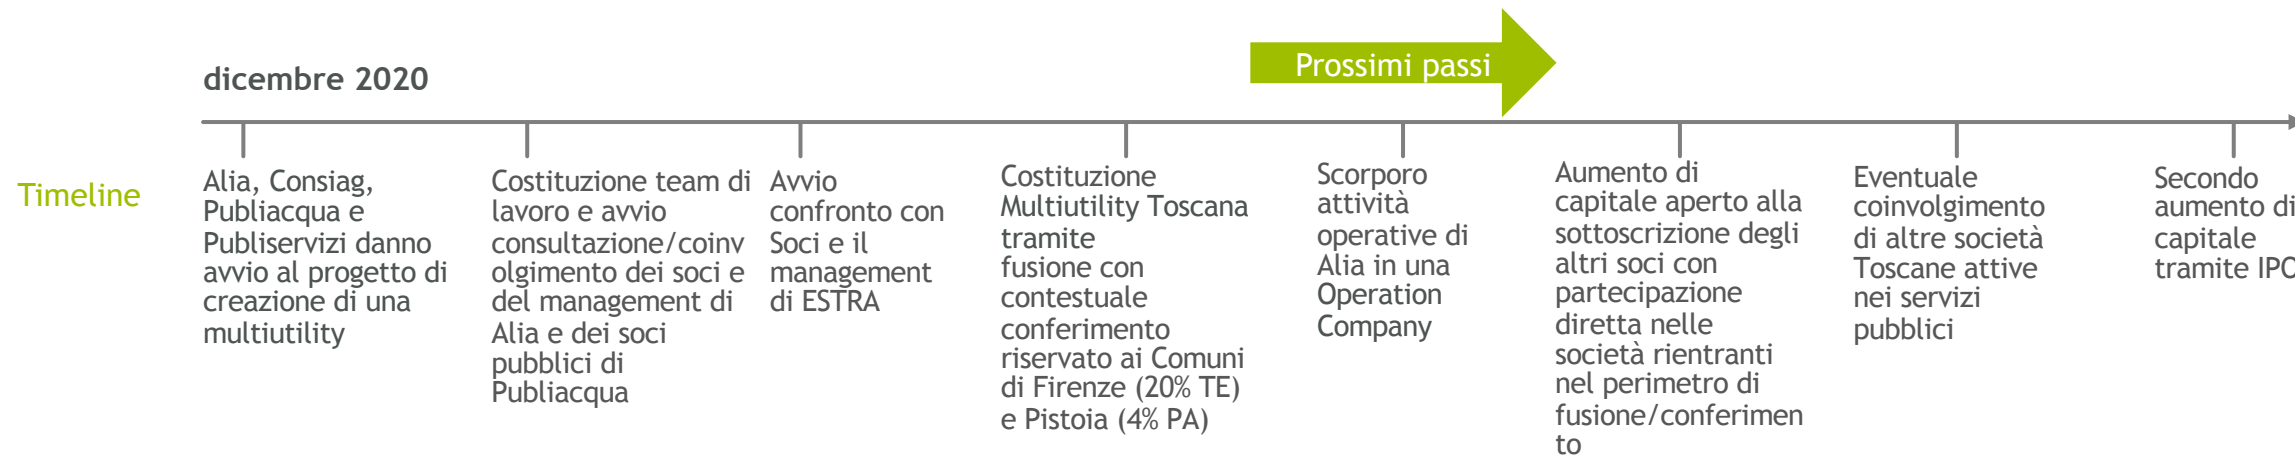 Prossimi passi
dicembre 2020
Timeline
Alia, Consiag,
Publiacqua e
Publiservizi danno
avvio al progetto di
creazione di una
multiutility
Costituzione team di
lavoro e avvio
consultazione/coinv
olgimento dei soci e
del management di
Alia e dei soci
pubblici di
Publiacqua
Avvio
confronto con
Soci e il
management
di ESTRA
Costituzione
Multiutility Toscana
tramite
fusione con
contestuale
conferimento
riservato ai Comuni
di Firenze (20% TE)
e Pistoia (4% PA)
Scorporo
attività
operative di
Alia in una
Operation
Company
Aumento di
capitale aperto alla
sottoscrizione degli
altri soci con
partecipazione
diretta nelle
società rientranti
nel perimetro di
fusione/conferimen
to
Eventuale
coinvolgimento
di altre società
Toscane attive
nei servizi
pubblici
Secondo
aumento di
capitale
tramite IPO